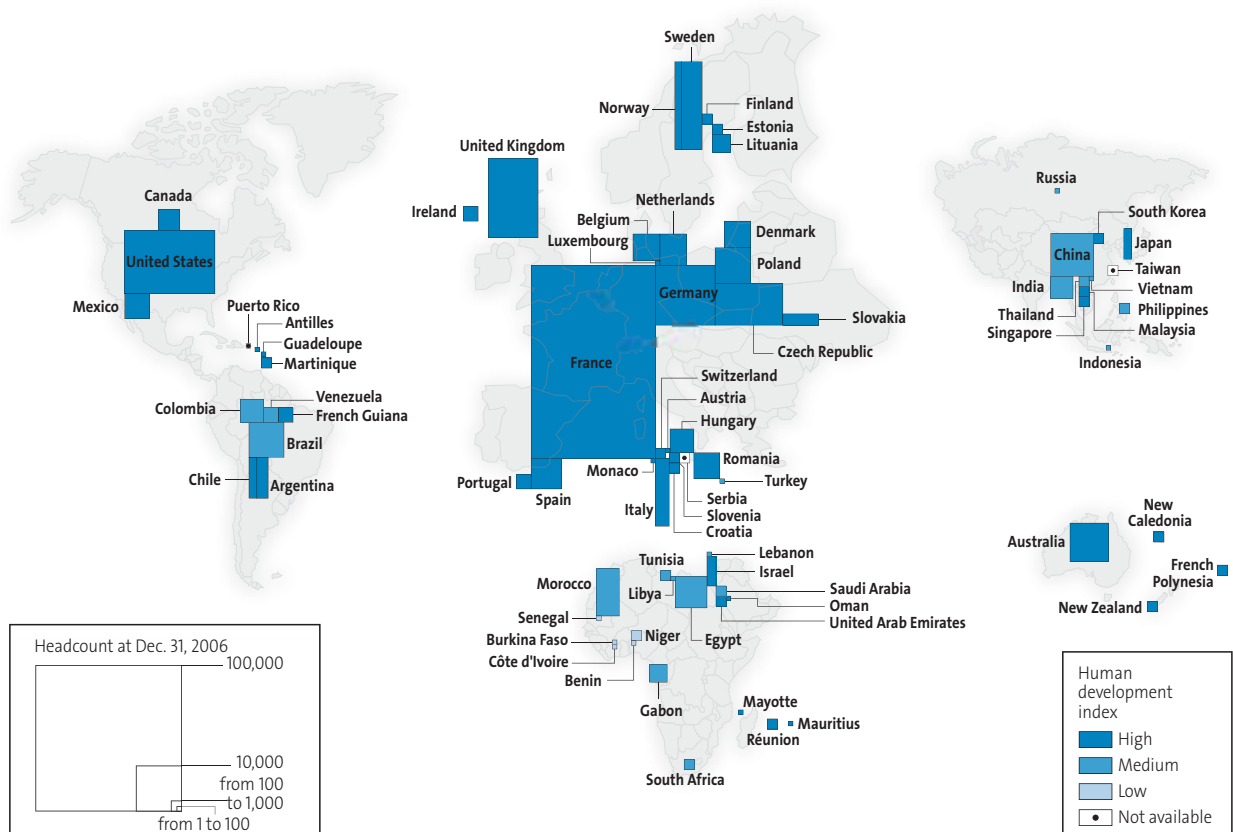 Sweden
Norway
Finland
Estonia
Lituania
United Kingdom
Ireland
Netherlands
Belgium
Luxembourg
Denmark
Poland
Germany
Slovakia
Czech Republic
France
Switzerland
Austria
Hungary
Monaco
Romania
Turkey
Portugal
Spain
Italy
Serbia
Slovenia
Croatia
Canada
United States
Mexico
Puerto Rico
Antilles
Guadeloupe
Martinique
Venezuela
Colombia
French Guiana
Brazil
Chile
Argentina
Russia
South Korea
China
Japan
Taiwan
India
Vietnam
Thailand
Philippines
Singapore
Malaysia
Indonesia
Lebanon
Tunisia
Israel
Morocco
Libya
Saudi Arabia
Oman
Senegal
United Arab Emirates
Burkina Faso
Niger
Egypt
Côte d'Ivoire
Benin
Gabon
Mayotte
Mauritius
Réunion
South Africa
New
Caledonia
Australia
French
Polynesia
New Zealand
Headcount at Dec. 31, 2006
100,000
10,000
from 100
to 1,000
from 1 to 100
Human
development
index
High
Medium
Low
Not available